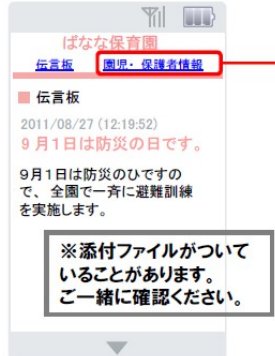 ばなな保育園
伝言板 園児・保護者情報
■ 伝言板
2011/08/27(12:19:52)
9月1日は防災の日です。
9月1日は防災のひですの
で、全園で一斉に避難訓練
を実施します。
※添付ファイルがついて
いることがあります。
ご一緒に確認ください。